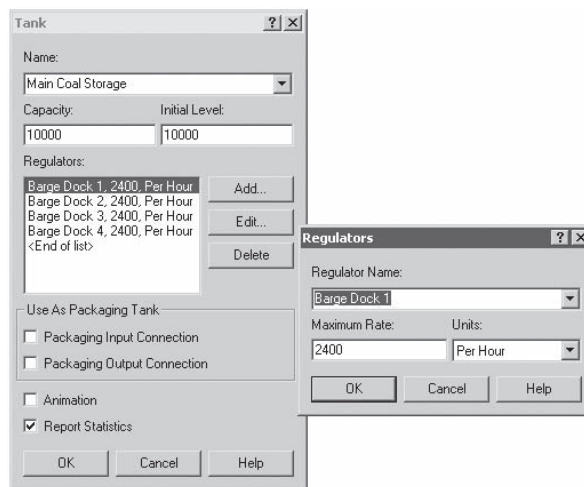 Tank
Name:
Main Coal Storage
Capacity: Initial Level:
10000 10000
Regulators:
Barge Dock 1, 2400, Per Hour
Barge Dock 2, 2400, Per Hour
Barge Dock 3, 2400, Per Hour
Barge Dock 4, 2400, Per Hour
<End of list>
Add...
Edit...
Delete
Use As Packaging Tank
Packaging Input Connection
Packaging Output Connection
Animation
Report Statistics
OK Cancel Help
Regulators
Regulator Name:
Barge Dock 1
Maximum Rate: Units:
2400 Per Hour
OK Cancel Help